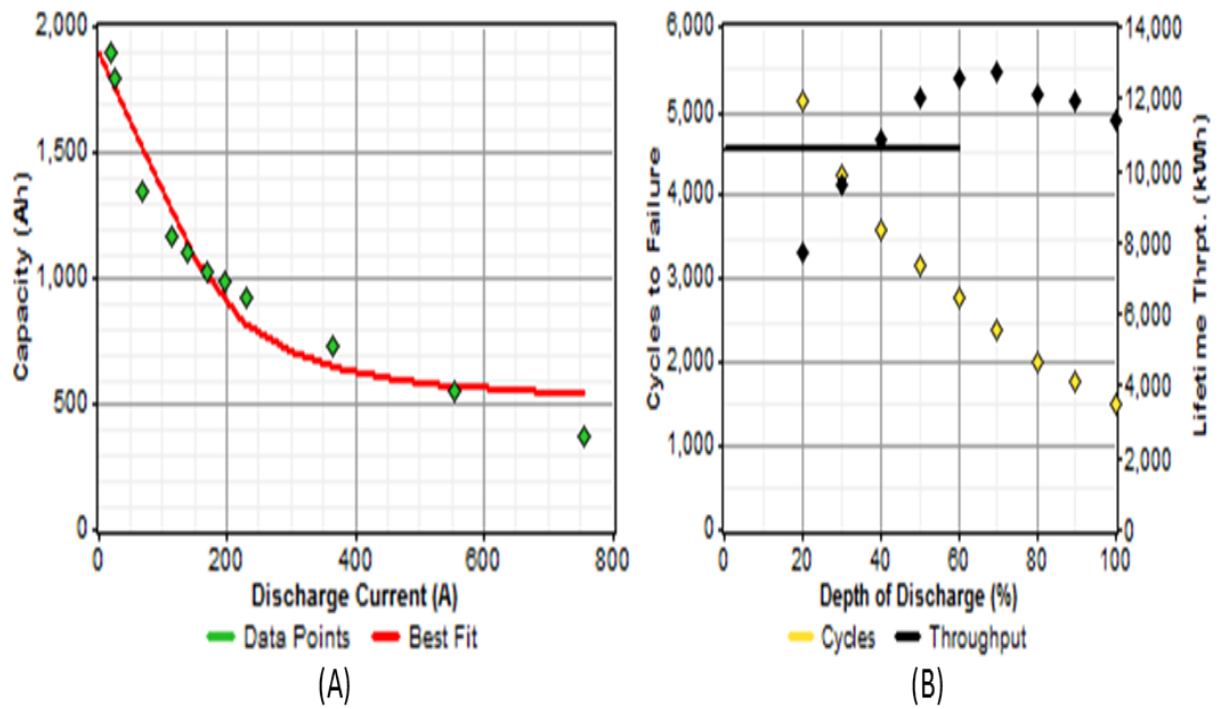 2,000
1,500
1,000
500
0
Capacity (Ah)
0 200 400 600 800
Discharge Current (A)
Data Points Best Fit
(A)
6,000
5,000
4,000
3,000
2,000
1,000
0
Cycles to Failure
14,000
12,000
10,000
8,000
6,000
4,000
2,000
0
Lifetime Thrpt. (kWh)
0 20 40 60 80 100
Depth of Discharge (%)
Cycles Throughput
(B)